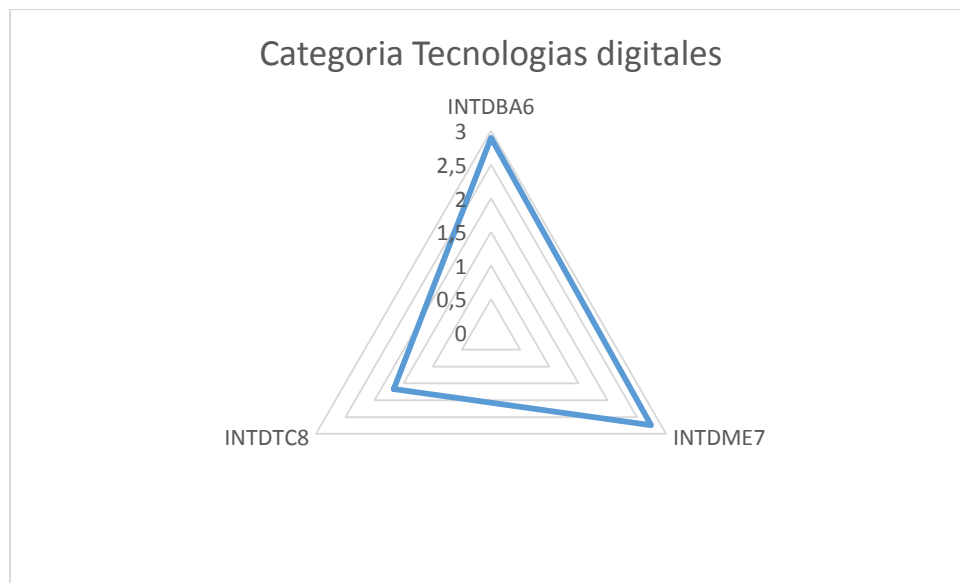 Categoria Tecnologias digitales
INTDBA6
3
2,5
2
1,5
1
0,5
0
INTDTC8
INTDME7